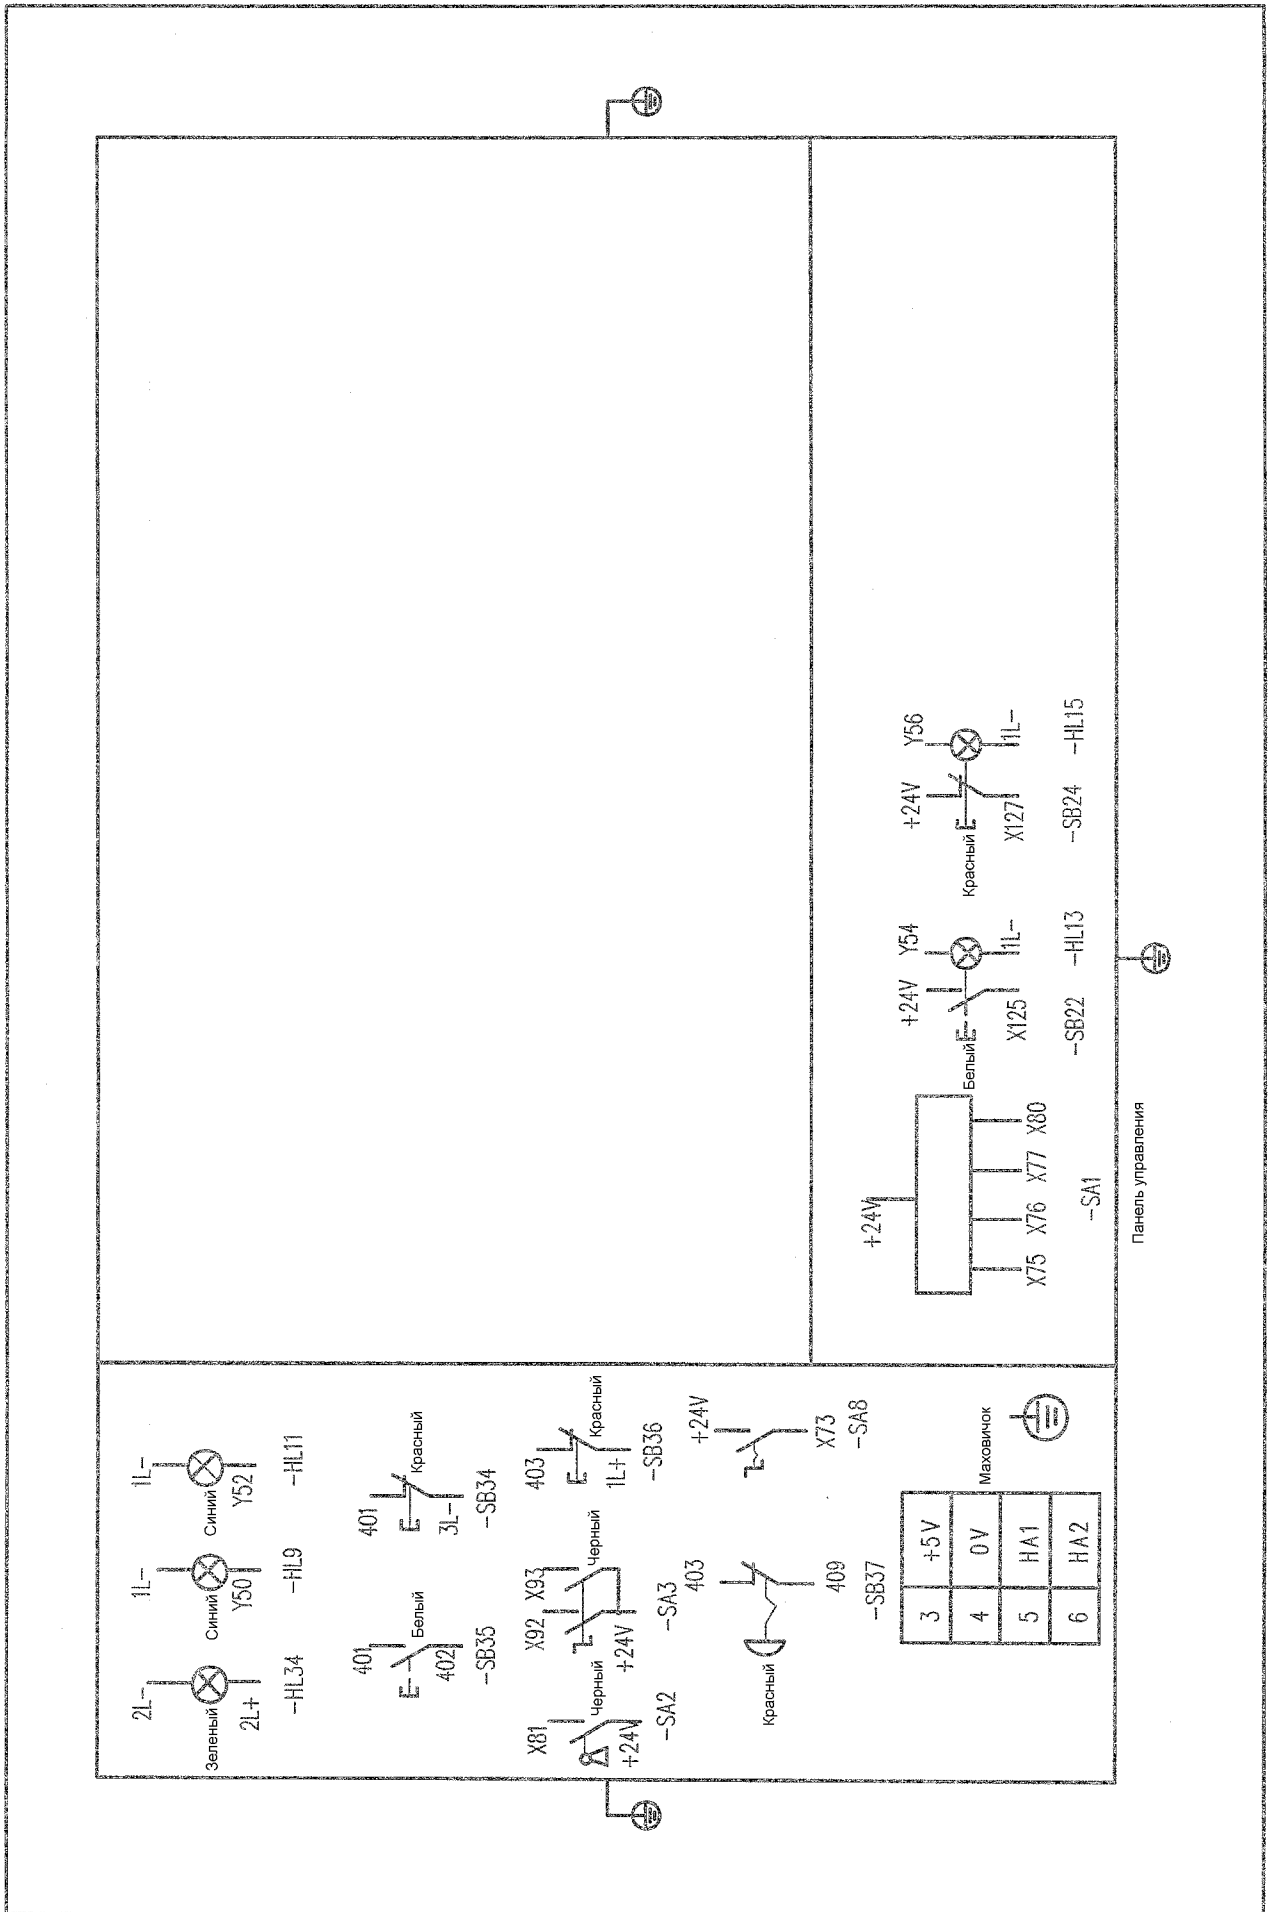 2L-
1L-
1L-
Зеленый
Синий
Синий
2L+
Y50
Y52
-HL34
-HL9
-HL11
401
401
Белый
Красный
402
3L-
-SB35
-SB34
X81
X92
X93
403
Черный
Черный
Красный
+24V
+24V
1L+
-SA2
-SA3
-SB36
403
+24V
Красный
409
X73
-SB37
-SA8
3 +5V
4 0V
5 HA1
6 HA2
Маховичок
+24V
X75 X76 X77 X80
-SA1
+24V Y54
Белый
X125
1L-
-SB22
-HL13
+24V
Y56
Красный
X127
1L-
-SB24
-HL15
Панель управления